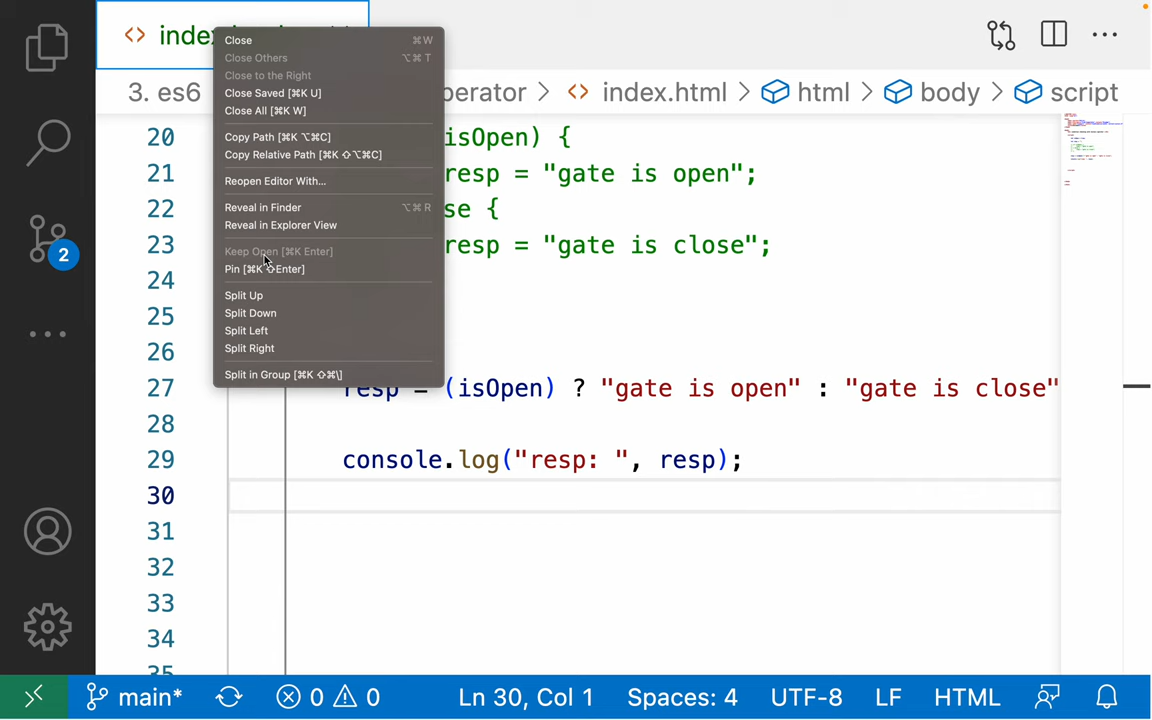 inde
3. es6
perator > <> index.html > html > body > script
Close ⌘W
Close Others ⌥⌘T
Close to the Right
Close Saved [⌘K U]
Close All [⌘K W]
Copy Path [⌘K ⌥⌘C]
Copy Relative Path [⌘K ⇧⌥⌘C]
Reopen Editor With...
Reveal in Finder ⌥⌘R
Reveal in Explorer View
Keep Open [⌘K Enter]
Pin [⌘K ⇧Enter]
Split Up
Split Down
Split Left
Split Right
Split in Group [⌘K ⇧⌘\]
20 isOpen) {
21 resp = "gate is open";
22 se {
23 resp = "gate is close";
24
25
26
27 resp = (isOpen) ? "gate is open" : "gate is close"
28
29 console.log("resp: ", resp);
30
31
32
33
34
35
2
main* 0 0 Ln 30, Col 1 Spaces: 4 UTF-8 LF HTML